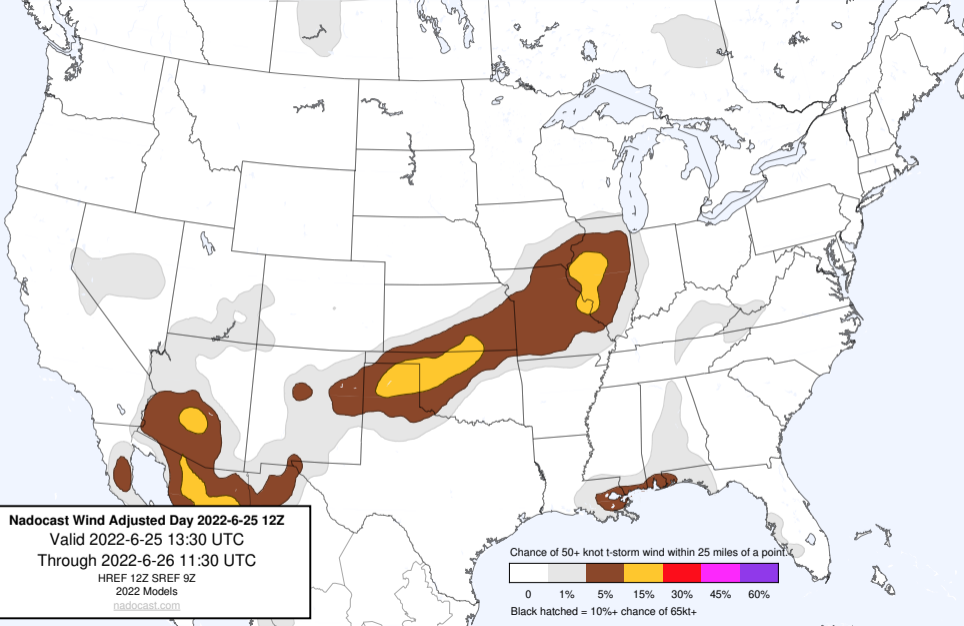 Nadocast Wind Adjusted Day 2022-6-25 12Z
Valid 2022-6-25 13:30 UTC
Through 2022-6-26 11:30 UTC
HREF 12Z SREF 9Z
2022 Models
nadocast.com
Chance of 50+ knot t-storm wind within 25 miles of a point.
0 1% 5% 15% 30% 45% 60%
Black hatched = 10%+ chance of 65kt+